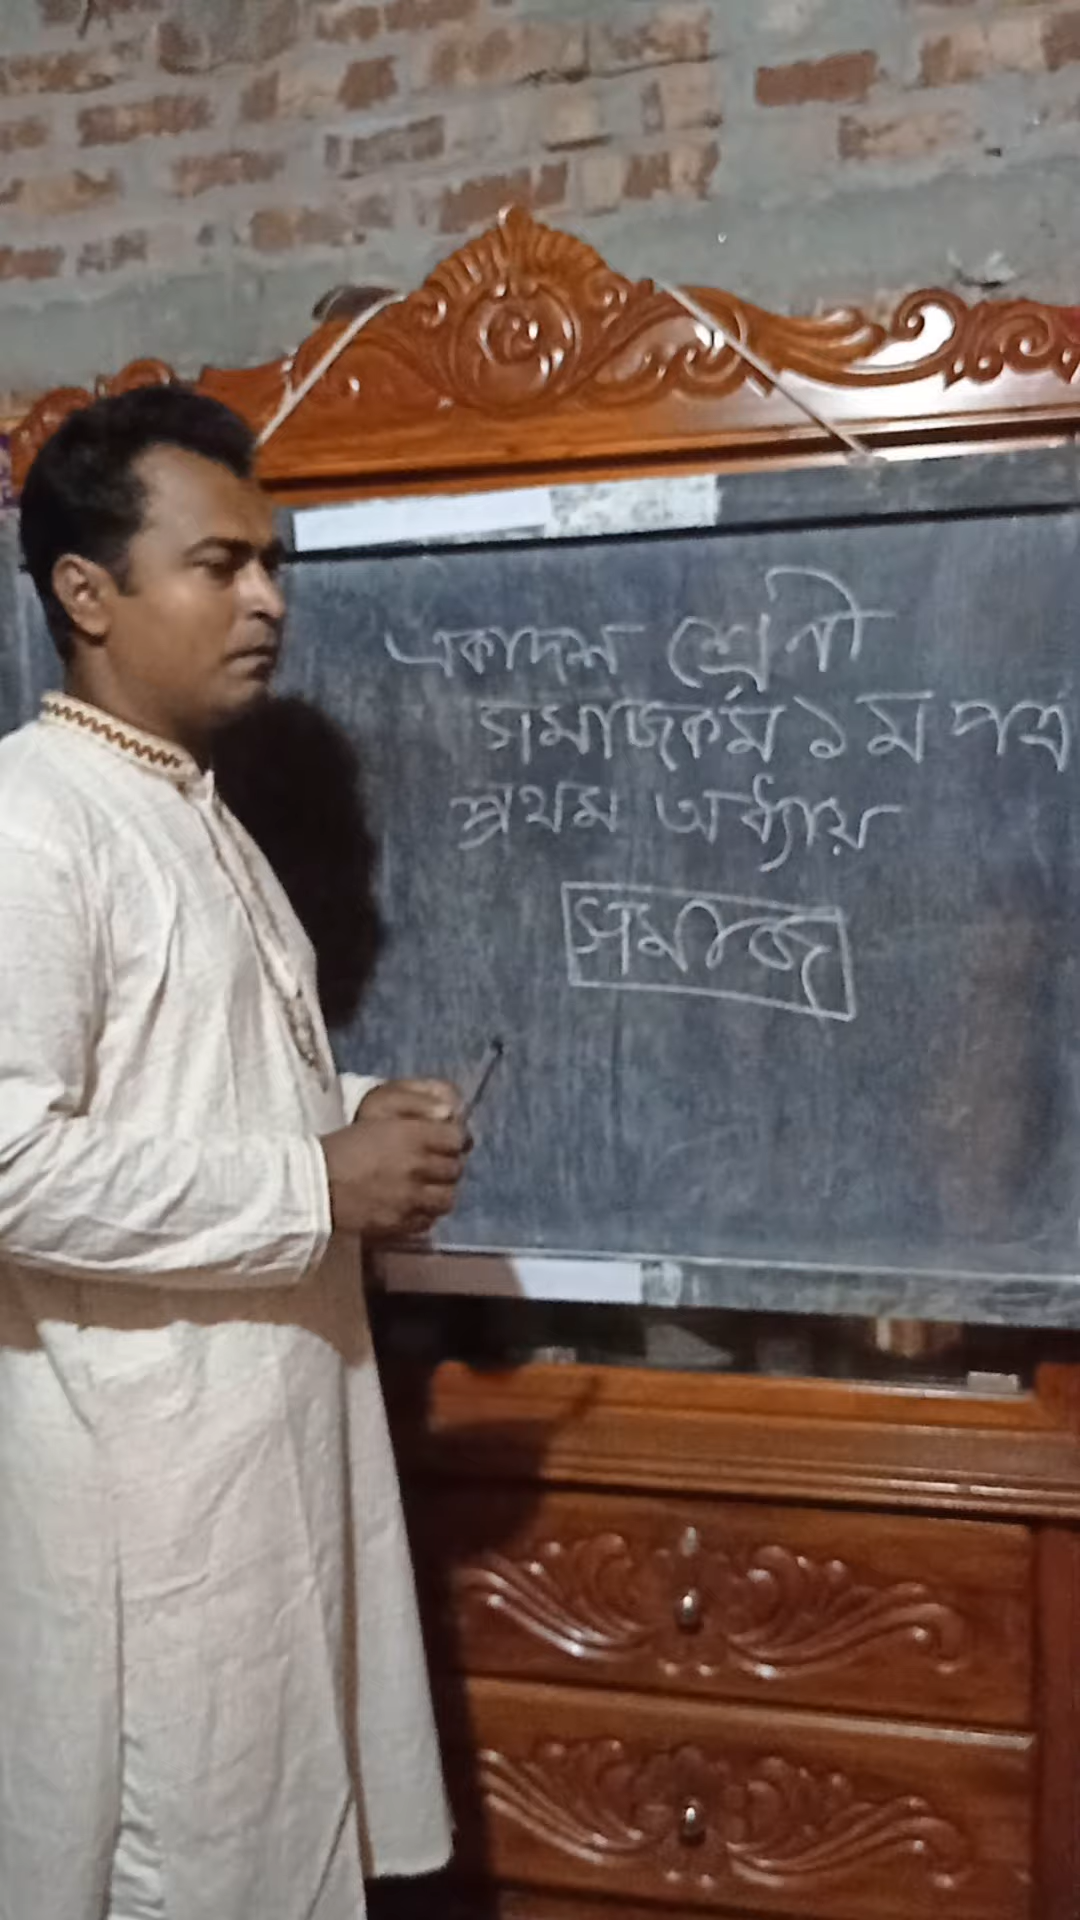 একাদশ শ্রেণী
সমাজকর্ম ১ম পত্র
প্রথম অধ্যায়
সমাজ